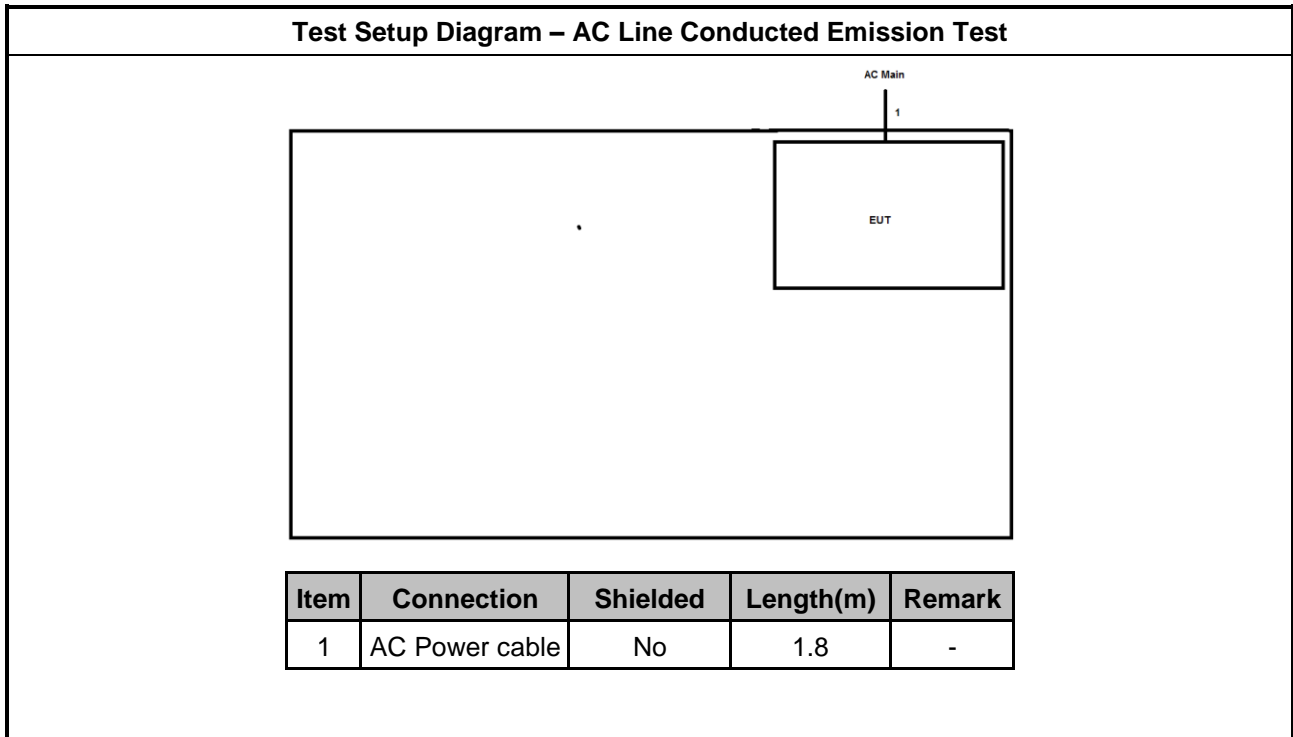 Test Setup Diagram – AC Line Conducted Emission Test
AC Main
1
EUT
Item Connection Shielded Length(m) Remark
1 AC Power cable No 1.8 -